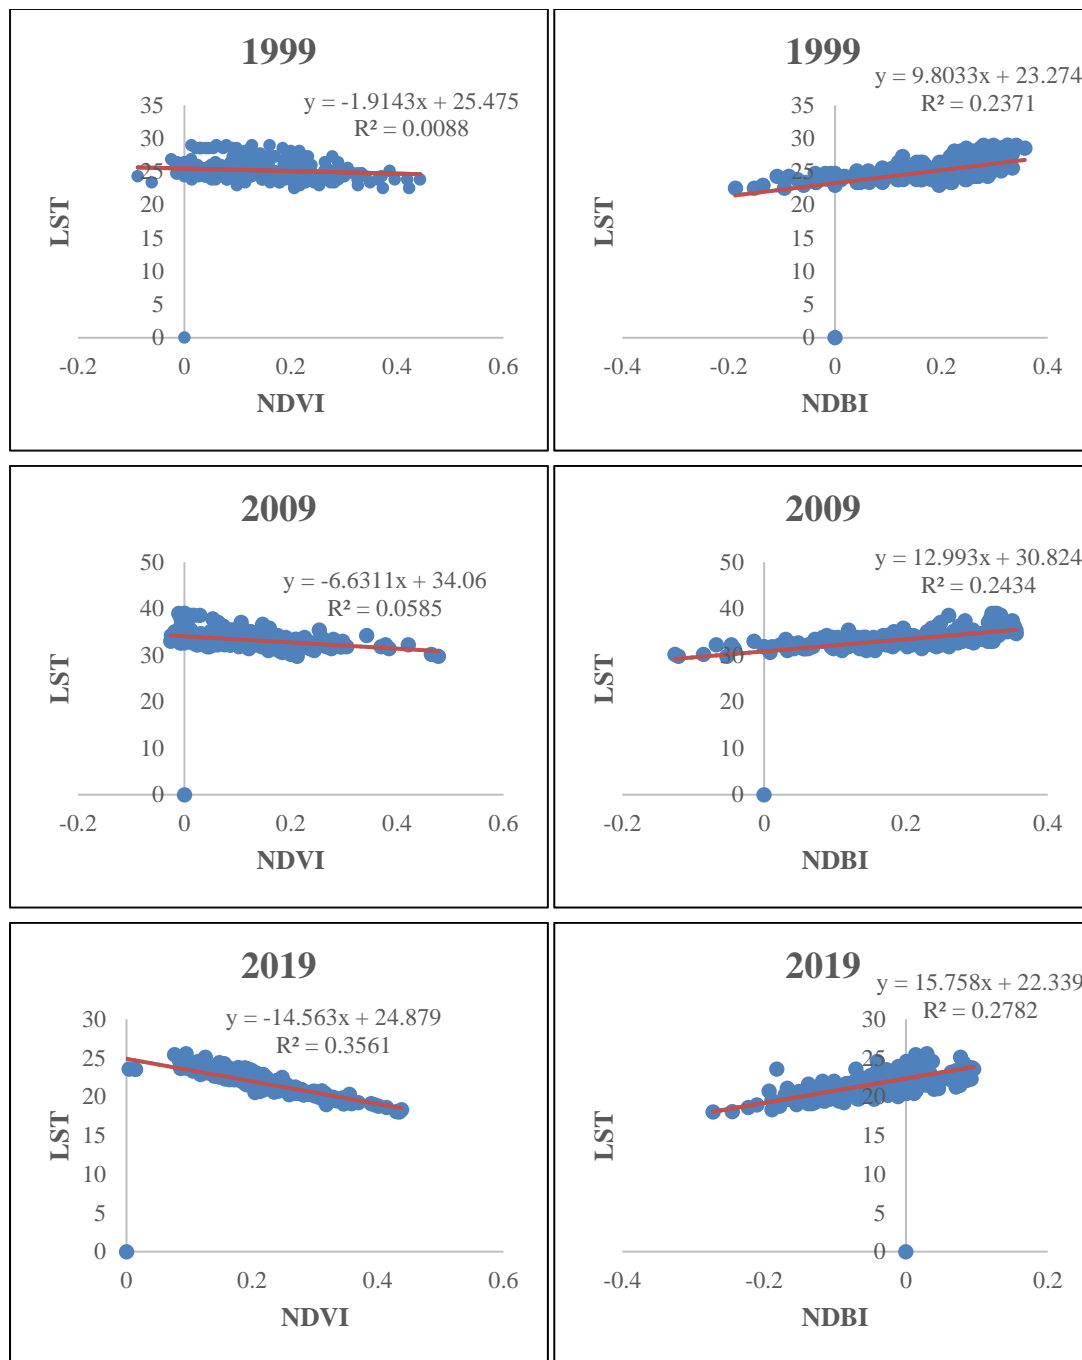 1999
y = -1.9143x + 25.475
R² = 0.0088
35
30
25
20
15
10
5
0
-0.2 0 0.2 0.4 0.6
LST
NDVI
1999
y = 9.8033x + 23.274
R² = 0.2371
35
30
25
20
15
10
5
0
-0.4 -0.2 0 0.2 0.4
LST
NDBI
2009
y = -6.6311x + 34.06
R² = 0.0585
50
40
30
20
10
0
-0.2 0 0.2 0.4 0.6
LST
NDVI
2009
y = 12.993x + 30.824
R² = 0.2434
50
40
30
20
10
0
-0.2 0 0.2 0.4
LST
NDBI
2019
y = -14.563x + 24.879
R² = 0.3561
30
25
20
15
10
5
0
0 0.2 0.4 0.6
LST
NDVI
2019
y = 15.758x + 22.339
R² = 0.2782
30
25
20
15
10
5
0
-0.4 -0.2 0 0.2
LST
NDBI